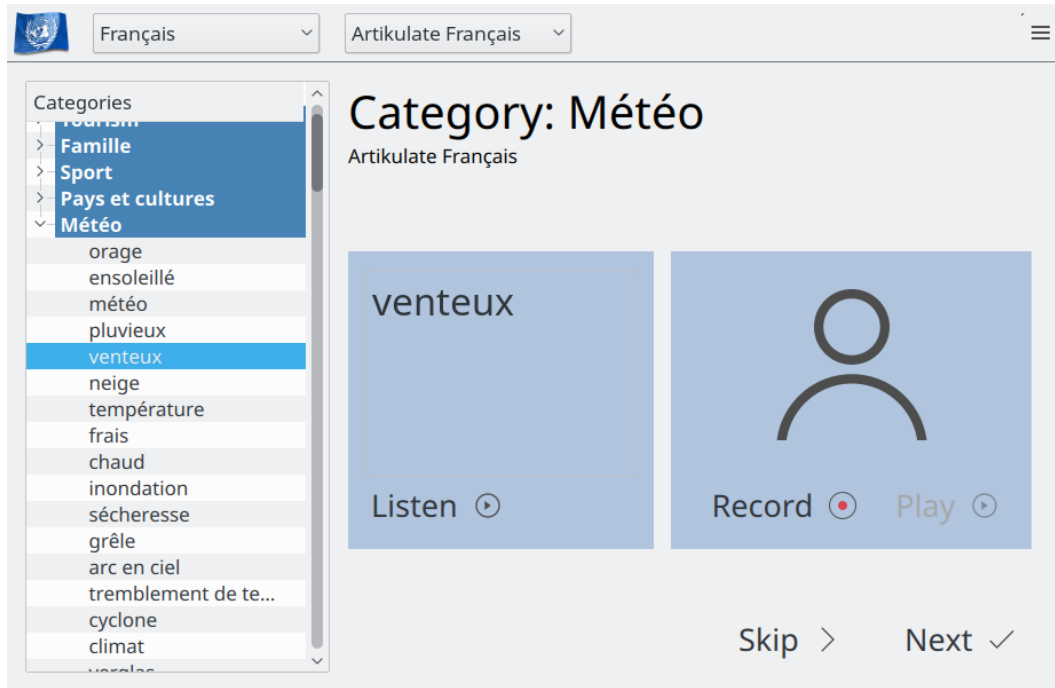 Français
Artikulate Français
Categories
Tourism
Famille
Sport
Pays et cultures
Météo
orage
ensoleillé
météo
pluvieux
venteux
neige
température
frais
chaud
inondation
sécheresse
grêle
arc en ciel
tremblement de te...
cyclone
climat
verglas
Category: Météo
Artikulate Français
venteux
Listen
Record
Play
Skip
Next